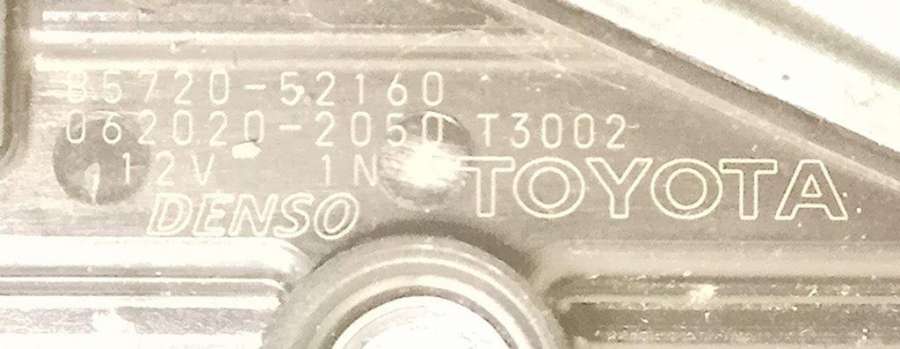 85720-52160
062020-2050 T3002
12V 1N
DENSO TOYOTA